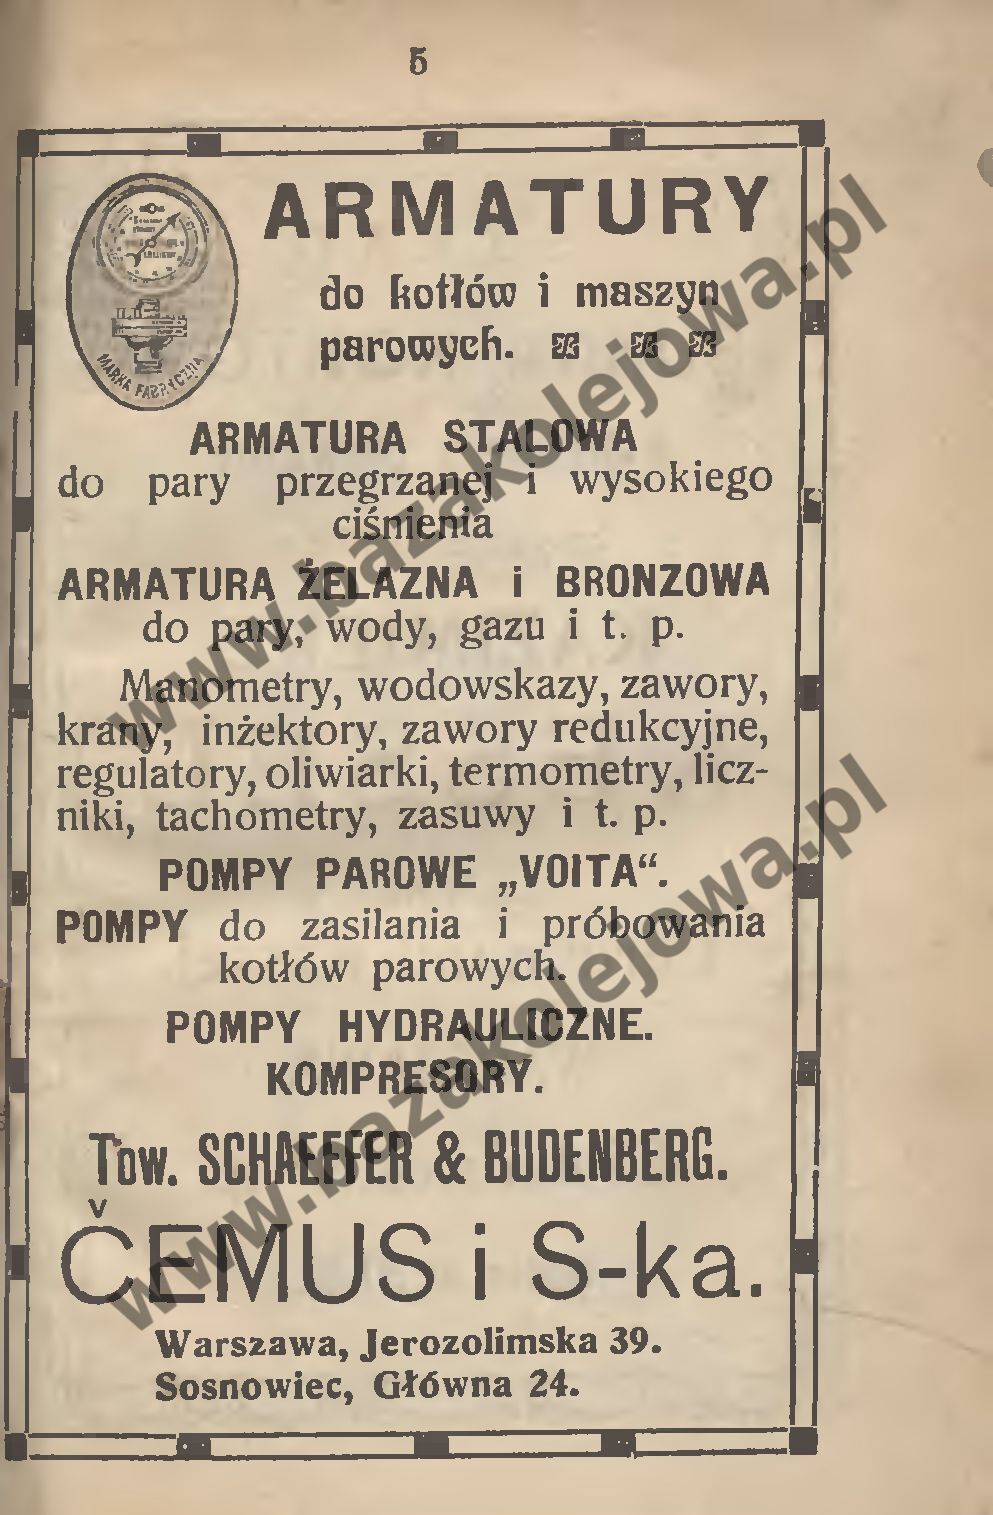 5
ARMATURY
do kotłów i maszyn
parowych.
MARKA FABRYCZNA
ARMATURA STALOWA
do pary przegrzanej i wysokiego
ciśnienia
ARMATURA ŻELAZNA i BRONZOWA
do pary, wody, gazu i t. p.
Manometry, wodowskazy, zawory,
krany, inżektory, zawory redukcyjne,
regulatory, oliwiarki, termometry, licz-
niki, tachometry, zasuwy i t. p.
POMPY PAROWE „VOITA“.
POMPY do zasilania i próbowania
kotłów parowych.
POMPY HYDRAULICZNE.
KOMPRESORY.
Tow. SCHAEFFER & BUDENBERG.
ČEMUS i S-ka.
Warszawa, Jerozolimska 39.
Sosnowiec, Główna 24.
www.bazakolejowa.pl
www.bazakolejowa.pl